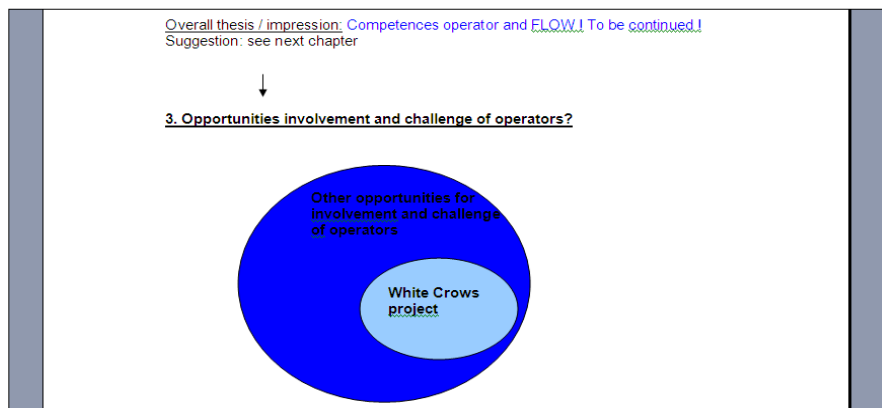 Overall thesis / impression: Competences operator and FLOW ! To be continued !
Suggestion: see next chapter
3. Opportunities involvement and challenge of operators?
Other opportunities for
involvement and challenge
of operators
White Crows
project